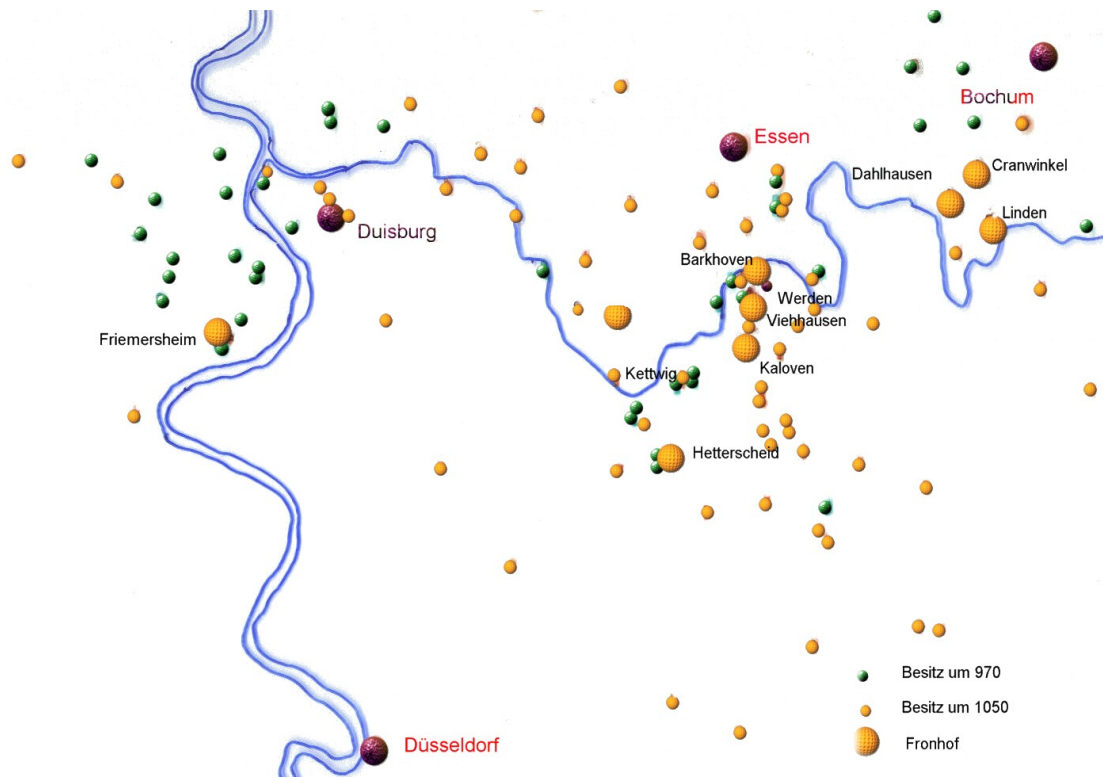 Bochum
Essen
Cranwinkel
Dahlhausen
Linden
Duisburg
Barkhoven
Werden
Viehhausen
Friemersheim
Kaloven
Kettwig
Hetterscheid
Besitz um 970
Besitz um 1050
Fronhof
Düsseldorf